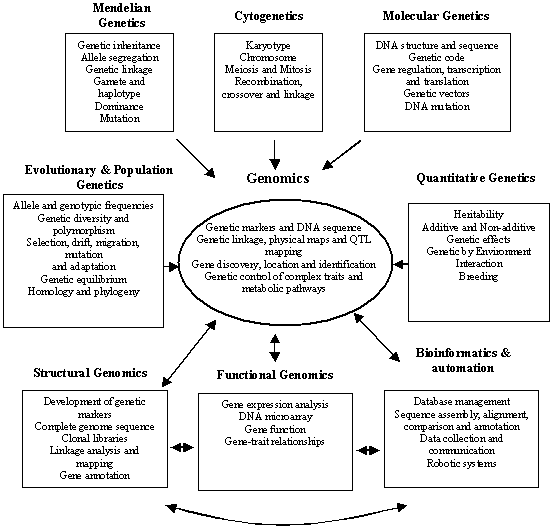 Mendelian
Genetics
Genetic inheritance
Allele segregation
Genetic linkage
Gamete and
haplotype
Dominance
Mutation
Cytogenetics
Karyotype
Chromosome
Meiosis and Mitosis
Recombination,
crossover and linkage
Molecular Genetics
DNA structure and sequence
Genetic code
Gene regulation, transcription
and translation
Genetic vectors
DNA mutation
Evolutionary & Population
Genetics
Allele and genotypic frequencies
Genetic diversity and
polymorphism
Selection, drift, migration,
mutation
and adaptation
Genetic equilibrium
Homology and phylogeny
Genomics
Genetic markers and DNA sequence
Genetic linkage, physical maps and QTL
mapping
Gene discovery, location and identification
Genetic control of complex traits and
metabolic pathways
Quantitative Genetics
Heritability
Additive and Non-additive
Genetic effects
Genetic by Environment
Interaction
Breeding
Structural Genomics
Development of genetic
markers
Complete genome sequence
Clonal libraries
Linkage analysis and
mapping
Gene annotation
Functional Genomics
Gene expression analysis
DNA microarray
Gene function
Gene-trait relationships
Bioinformatics &
automation
Database management
Sequence assembly, alignment,
comparison and annotation
Data collection and
communication
Robotic systems